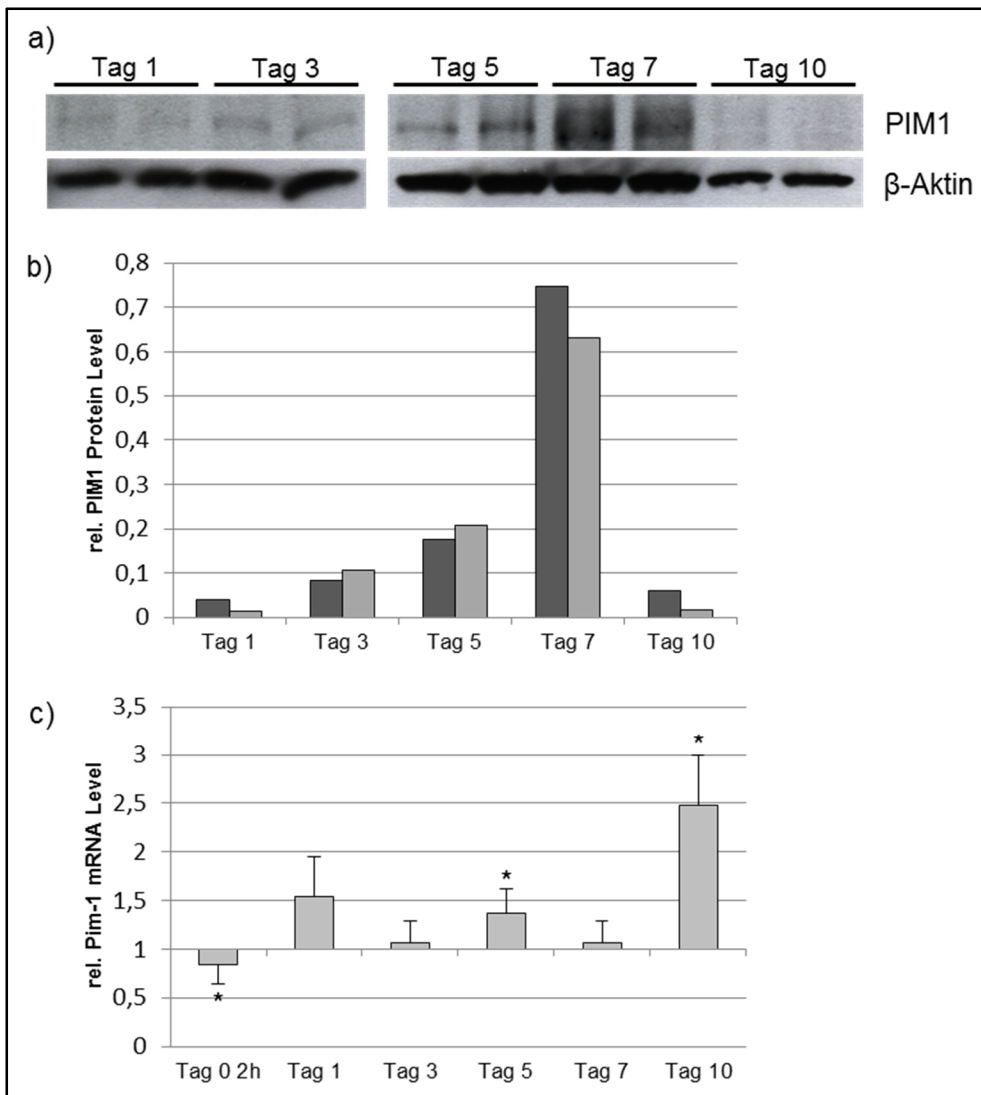 a)
Tag 1 Tag 3 Tag 5 Tag 7 Tag 10
PIM1
β-Aktin
b)
rel. PIM1 Protein Level
0,8
0,7
0,6
0,5
0,4
0,3
0,2
0,1
0
Tag 1 Tag 3 Tag 5 Tag 7 Tag 10
c)
rel. Pim-1 mRNA Level
3,5
3
2,5
2
1,5
1
0,5
0
* * *
Tag 0 2h Tag 1 Tag 3 Tag 5 Tag 7 Tag 10